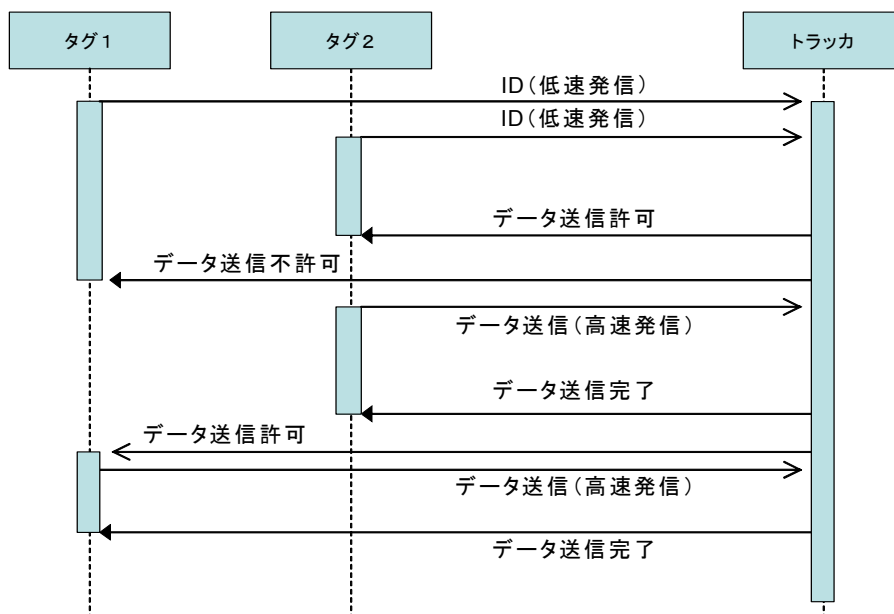 タグ１
タグ２
トラッカ
ID（低速発信）
ID（低速発信）
データ送信許可
データ送信不許可
データ送信（高速発信）
データ送信完了
データ送信許可
データ送信（高速発信）
データ送信完了